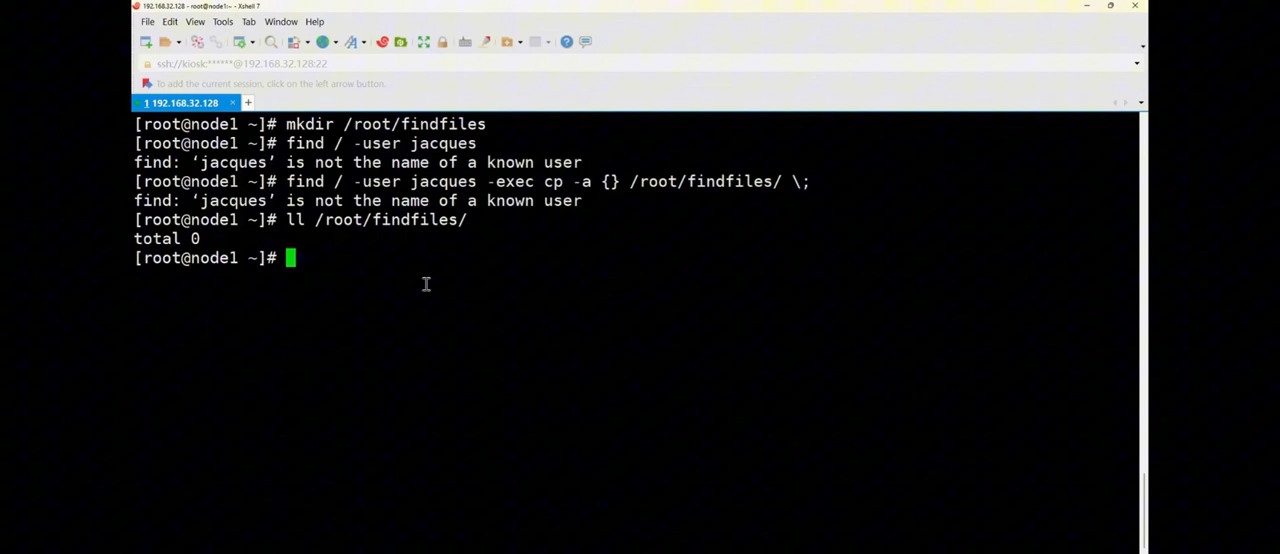 192.168.32.128 - root@node1:~ - Xshell 7
File Edit View Tools Tab Window Help
ssh://kiosk:******@192.168.32.128:22
To add the current session, click on the left arrow button.
1 192.168.32.128 × +
[root@node1 ~]# mkdir /root/findfiles
[root@node1 ~]# find / -user jacques
find: ‘jacques’ is not the name of a known user
[root@node1 ~]# find / -user jacques -exec cp -a {} /root/findfiles/ \;
find: ‘jacques’ is not the name of a known user
[root@node1 ~]# ll /root/findfiles/
total 0
[root@node1 ~]#